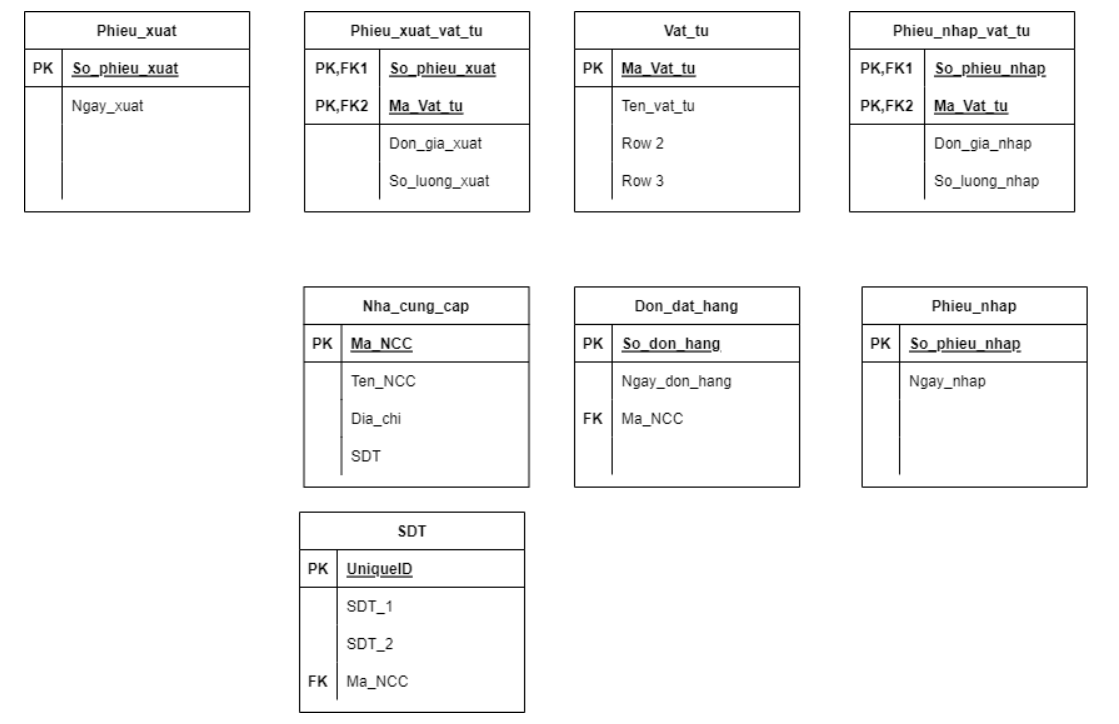 Phieu_xuat
PK So_phieu_xuat
Ngay_xuat
Phieu_xuat_vat_tu
PK,FK1 So_phieu_xuat
PK,FK2 Ma_Vat_tu
Don_gia_xuat
So_luong_xuat
Vat_tu
PK Ma_Vat_tu
Ten_vat_tu
Row 2
Row 3
Phieu_nhap_vat_tu
PK,FK1 So_phieu_nhap
PK,FK2 Ma_Vat_tu
Don_gia_nhap
So_luong_nhap
Nha_cung_cap
PK Ma_NCC
Ten_NCC
Dia_chi
SDT
Don_dat_hang
PK So_don_hang
Ngay_don_hang
FK Ma_NCC
Phieu_nhap
PK So_phieu_nhap
Ngay_nhap
SDT
PK UniqueID
SDT_1
SDT_2
FK Ma_NCC